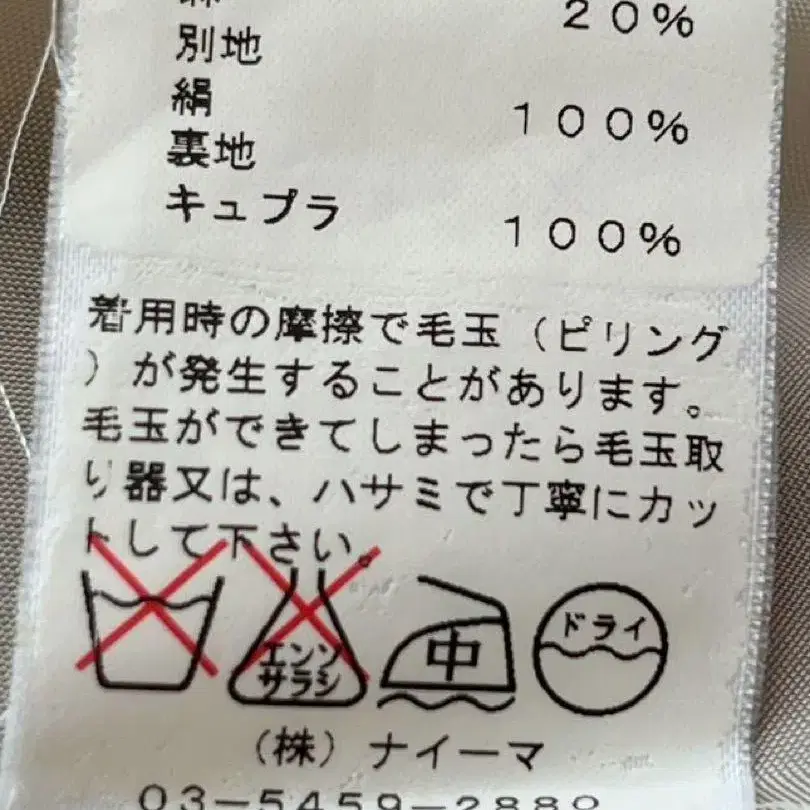 20%
別地
絹 100%
裏地
キュプラ 100%
着用時の摩擦で毛玉（ピリング
）が発生することがあります。
毛玉ができてしまったら毛玉取
り器又は、ハサミで丁寧にカッ
トして下さい。
エンソ
サラシ
中
ドライ
（株）ナイーマ
03-5459-2880